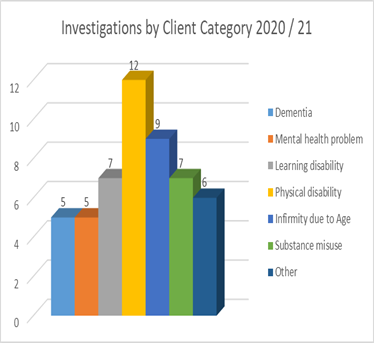 Investigations by Client Category 2020 / 21
12
10
8
6
4
2
0
5
5
7
12
9
7
6
Dementia
Mental health problem
Learning disability
Physical disability
Infirmity due to Age
Substance misuse
Other